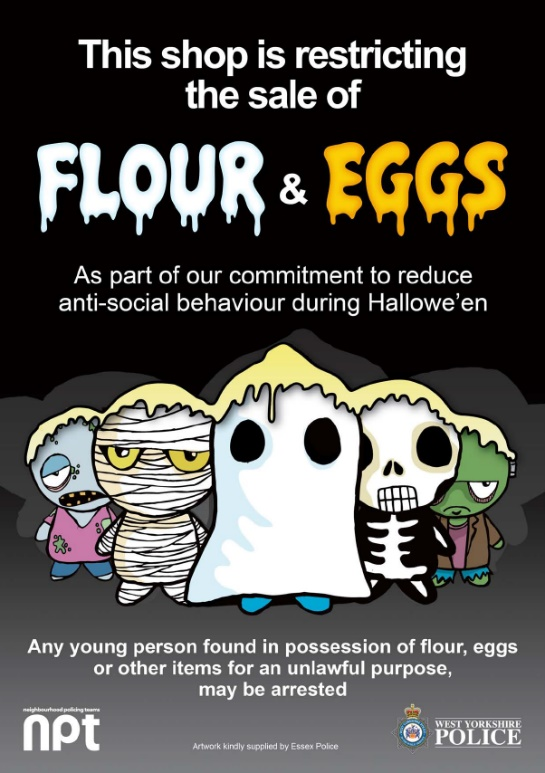 This shop is restricting
the sale of
FLOUR & EGGS
As part of our commitment to reduce
anti-social behaviour during Hallowe'en
Any young person found in possession of flour, eggs
or other items for an unlawful purpose,
may be arrested
neighbourhood policing teams
npt
Artwork kindly supplied by Essex Police
WEST YORKSHIRE
POLICE